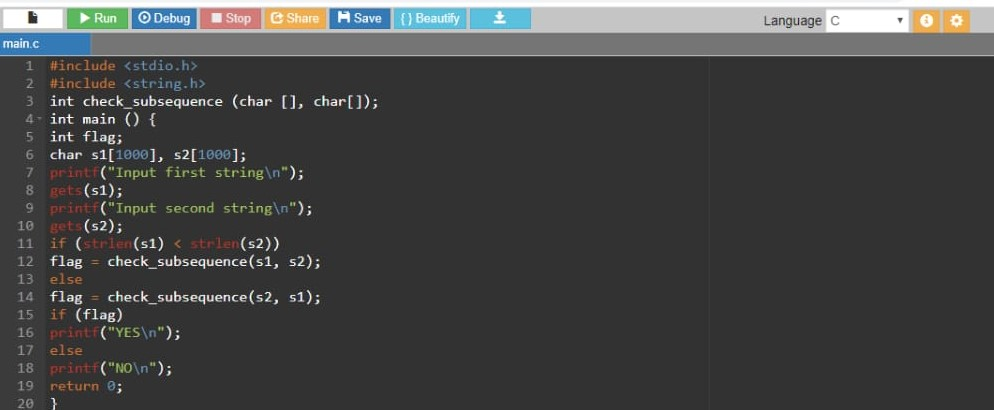 Run Debug Stop Share Save { } Beautify Language C
main.c
1 #include <stdio.h>
2 #include <string.h>
3 int check_subsequence (char [], char[]);
4 int main () {
5 int flag;
6 char s1[1000], s2[1000];
7 printf("Input first string\n");
8 gets(s1);
9 printf("Input second string\n");
10 gets(s2);
11 if (strlen(s1) < strlen(s2))
12 flag = check_subsequence(s1, s2);
13 else
14 flag = check_subsequence(s2, s1);
15 if (flag)
16 printf("YES\n");
17 else
18 printf("NO\n");
19 return 0;
20 }